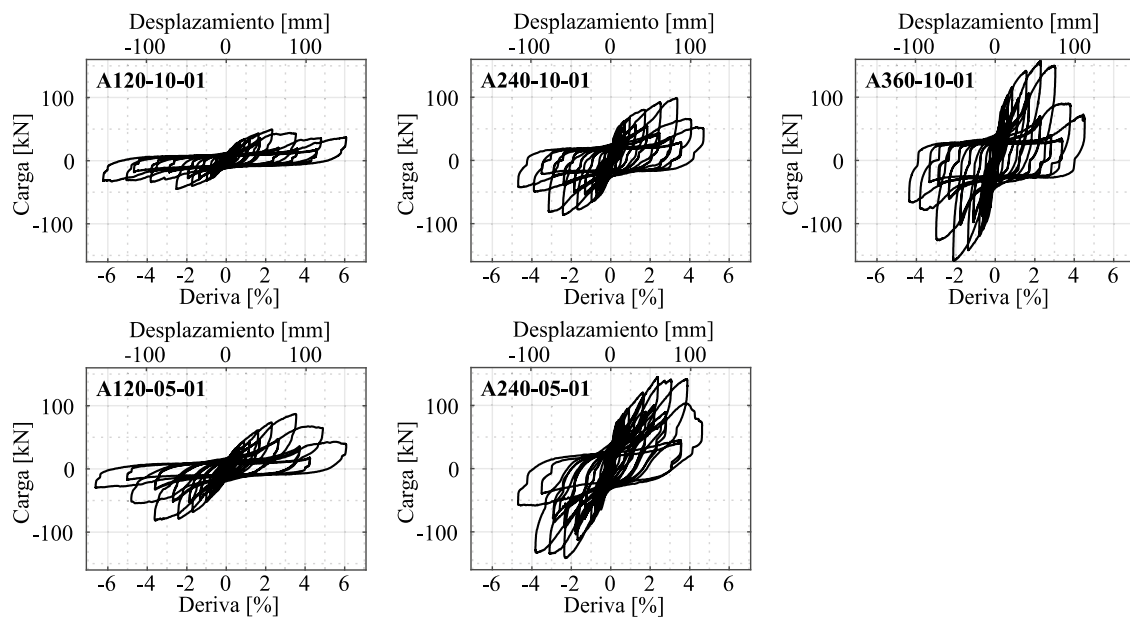 Desplazamiento [mm]
-100 0 100
A120-10-01
Carga [kN]
100
0
-100
-6 -4 -2 0 2 4 6
Deriva [%]
Desplazamiento [mm]
-100 0 100
A240-10-01
Carga [kN]
100
0
-100
-6 -4 -2 0 2 4 6
Deriva [%]
Desplazamiento [mm]
-100 0 100
A360-10-01
Carga [kN]
100
0
-100
-6 -4 -2 0 2 4 6
Deriva [%]
Desplazamiento [mm]
-100 0 100
A120-05-01
Carga [kN]
100
0
-100
-6 -4 -2 0 2 4 6
Deriva [%]
Desplazamiento [mm]
-100 0 100
A240-05-01
Carga [kN]
100
0
-100
-6 -4 -2 0 2 4 6
Deriva [%]